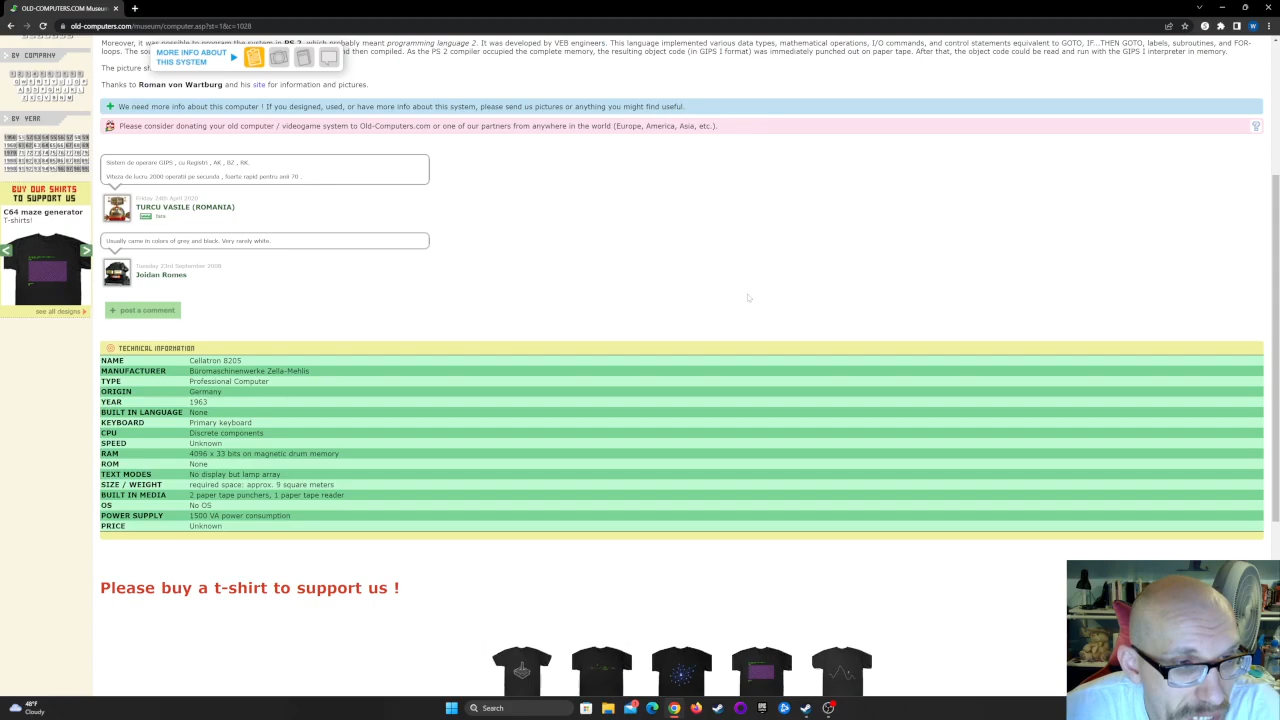 OLD-COMPUTERS.COM Museum
old-computers.com/museum/computer.asp?st=1&c=1028
BY COMPANY
BY YEAR
BUY OUR SHIRTS
TO SUPPORT US
C64 maze generator
T-shirts!
see all designs
MORE INFO ABOUT
THIS SYSTEM
Moreover, it was possible to program the system in PS 2, which probably meant programming language 2. It was developed by VEB engineers. This language implemented various data types, mathematical operations, I/O commands, and control statements equivalent to GOTO, IF...THEN GOTO, labels, subroutines, and FOR-
loops. The so and then compiled. As the PS 2 compiler occupied the complete memory, the resulting object code (in GIPS I format) was immediately punched out on paper tape. After that, the object code could be read and run with the GIPS I interpreter in memory.
The picture sh
Thanks to Roman von Wartburg and his site for information and pictures.
We need more info about this computer ! If you designed, used, or have more info about this system, please send us pictures or anything you might find useful.
Please consider donating your old computer / videogame system to Old-Computers.com or one of our partners from anywhere in the world (Europe, America, Asia, etc.).
Sistem de operare GIPS , cu Registri , AK , BZ , RK.
Viteza de lucru 2000 operatii pe secunda , fuarte rapid pentru anii 70 .
Friday 24th April 2020
TURCU VASILE (ROMANIA)
Usually came in colors of grey and black. Very rarely white.
Joidan Romes
+ post a comment
TECHNICAL INFORMATION
NAME Cellatron 8205
MANUFACTURER Büromaschinenwerke Zella-Mehlis
TYPE Professional Computer
ORIGIN Germany
YEAR 1963
BUILT IN LANGUAGE None
KEYBOARD Primary keyboard
CPU Discrete components
SPEED Unknown
RAM 4096 x 33 bits on magnetic drum memory
ROM None
TEXT MODES No display but lamp array
SIZE / WEIGHT required space: approx. 9 square meters
BUILT IN MEDIA 2 paper tape punchers, 1 paper tape reader
OS No OS
POWER SUPPLY 1500 VA power consumption
PRICE Unknown
Please buy a t-shirt to support us !
48°F
Cloudy
Search